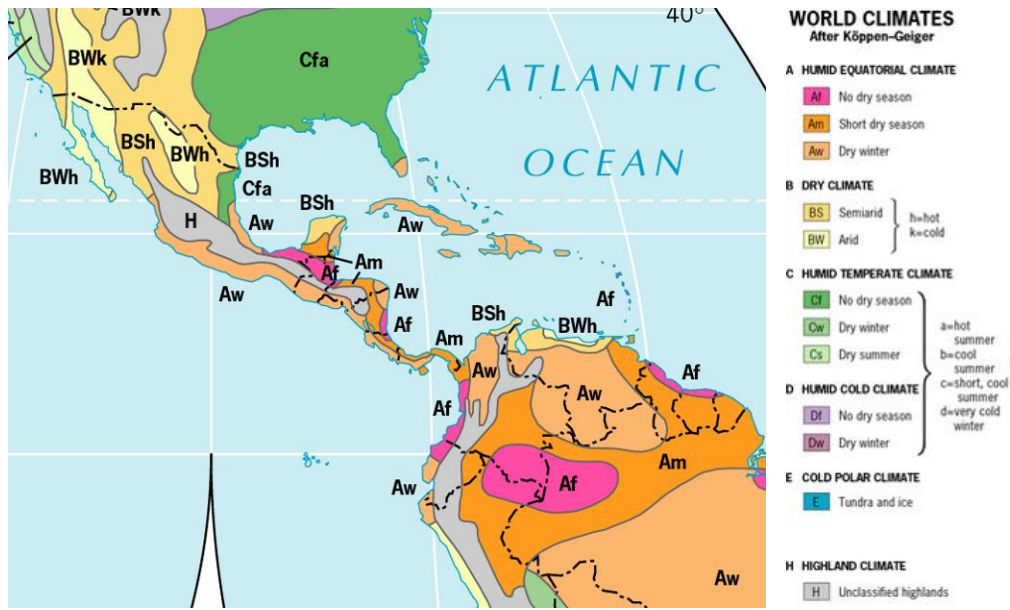 BWk
40°
BWk
Cfa
ATLANTIC
OCEAN
BSh
BWh
BSh
BWh
Cfa
BSh
H
Aw
Aw
Af
Am
Aw
Aw
Af
Af
BSh
BWh
Am
Aw
Af
Af
Aw
Am
Af
Aw
Aw
WORLD CLIMATES
After Köppen–Geiger
A HUMID EQUATORIAL CLIMATE
Af No dry season
Am Short dry season
Aw Dry winter
B DRY CLIMATE
BS Semiarid
BW Arid
h=hot
k=cold
C HUMID TEMPERATE CLIMATE
Cf No dry season
Cw Dry winter
Cs Dry summer
D HUMID COLD CLIMATE
Df No dry season
Dw Dry winter
a=hot
summer
b=cool
summer
c=short, cool
summer
d=very cold
winter
E COLD POLAR CLIMATE
E Tundra and ice
H HIGHLAND CLIMATE
H Unclassified highlands